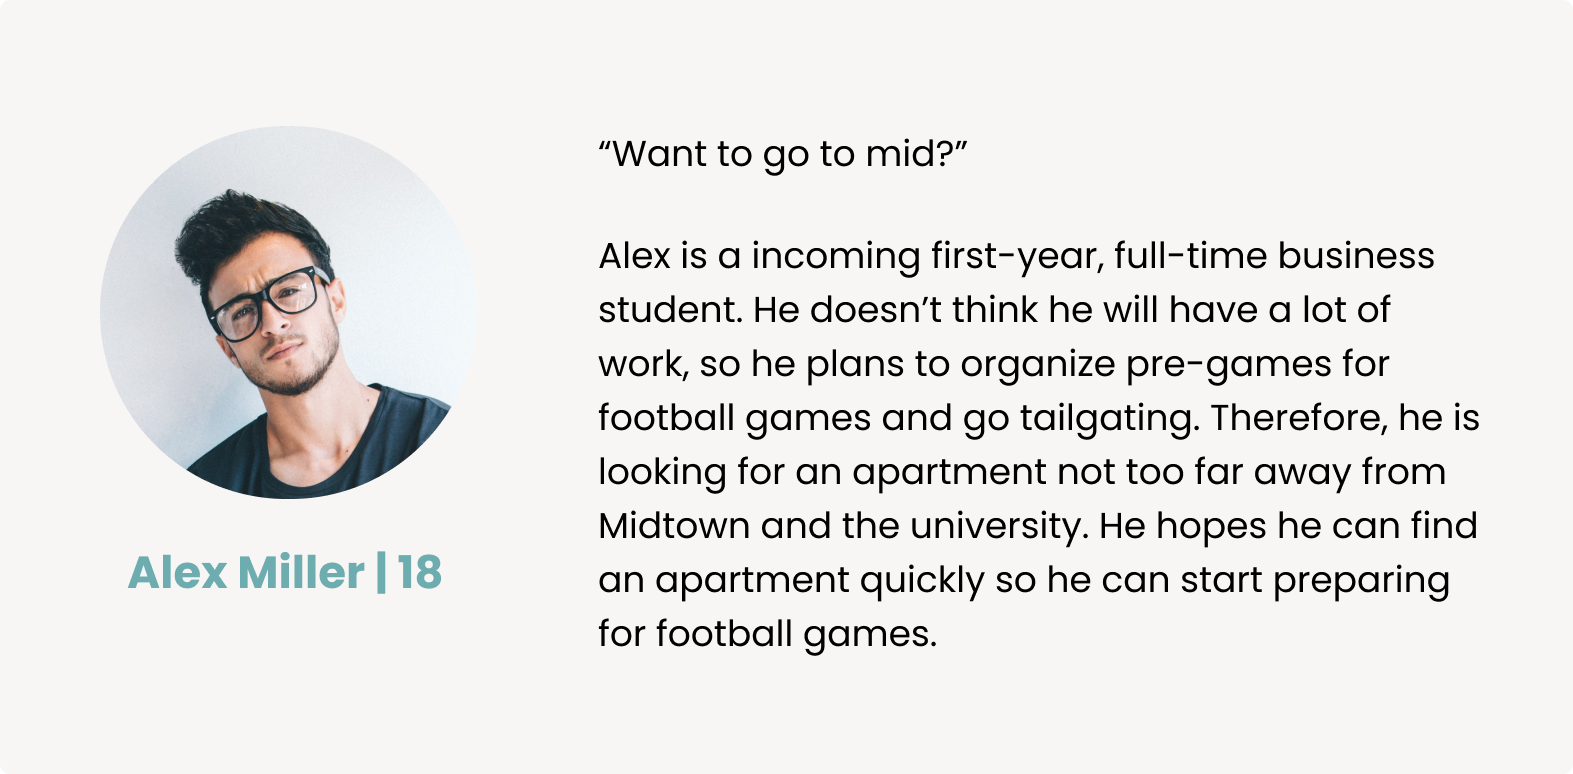 “Want to go to mid?”
Alex is a incoming first-year, full-time business
student. He doesn’t think he will have a lot of
work, so he plans to organize pre-games for
football games and go tailgating. Therefore, he is
looking for an apartment not too far away from
Midtown and the university. He hopes he can find
an apartment quickly so he can start preparing
for football games.
Alex Miller | 18